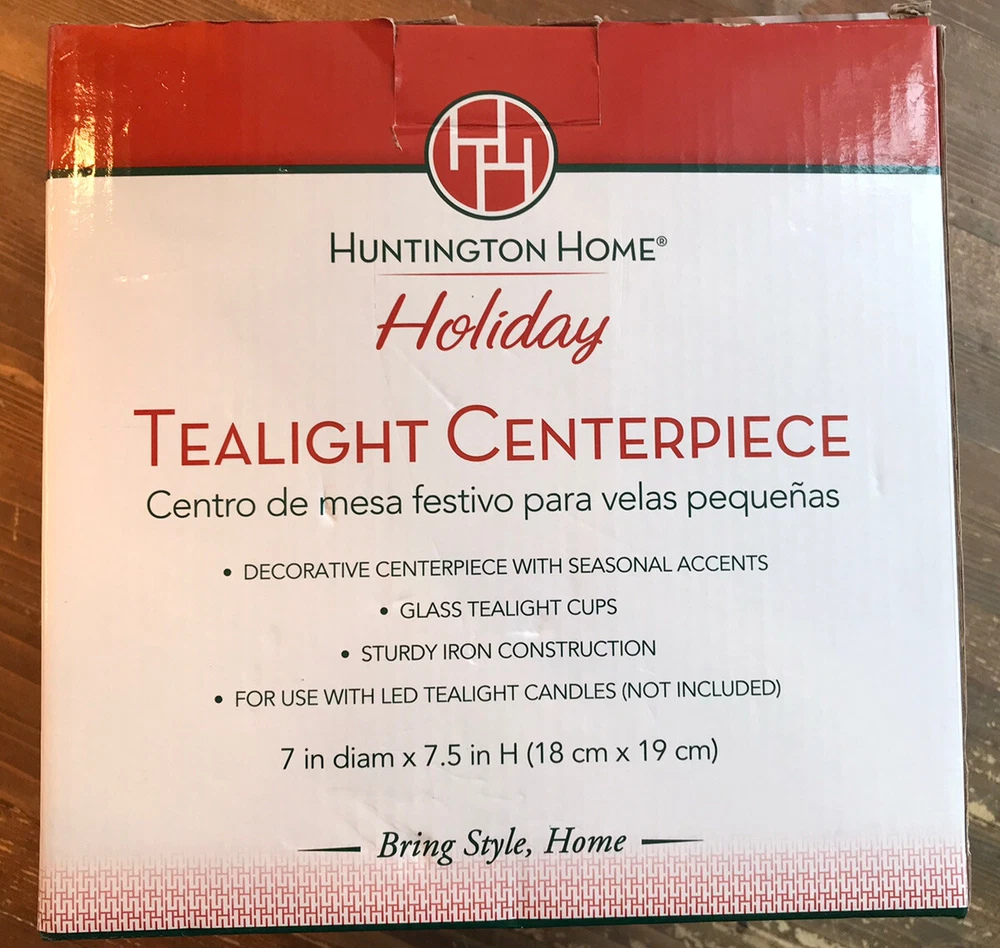 HTH
HUNTINGTON HOME®
Holiday
TEALIGHT CENTERPIECE
Centro de mesa festivo para velas pequeñas
• DECORATIVE CENTERPIECE WITH SEASONAL ACCENTS
• GLASS TEALIGHT CUPS
• STURDY IRON CONSTRUCTION
• FOR USE WITH LED TEALIGHT CANDLES (NOT INCLUDED)
7 in diam x 7.5 in H (18 cm x 19 cm)
Bring Style, Home